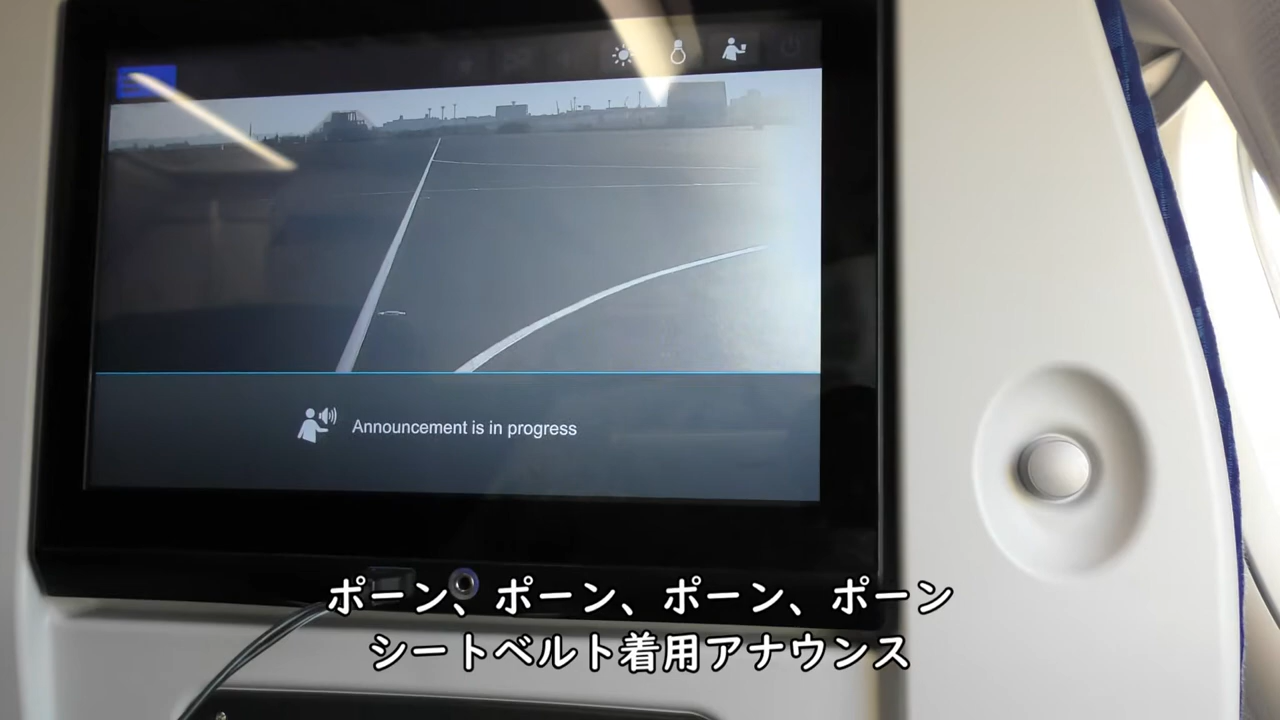 Announcement is in progress
ポーン、ポーン、ポーン、ポーン
シートベルト着用アナウンス